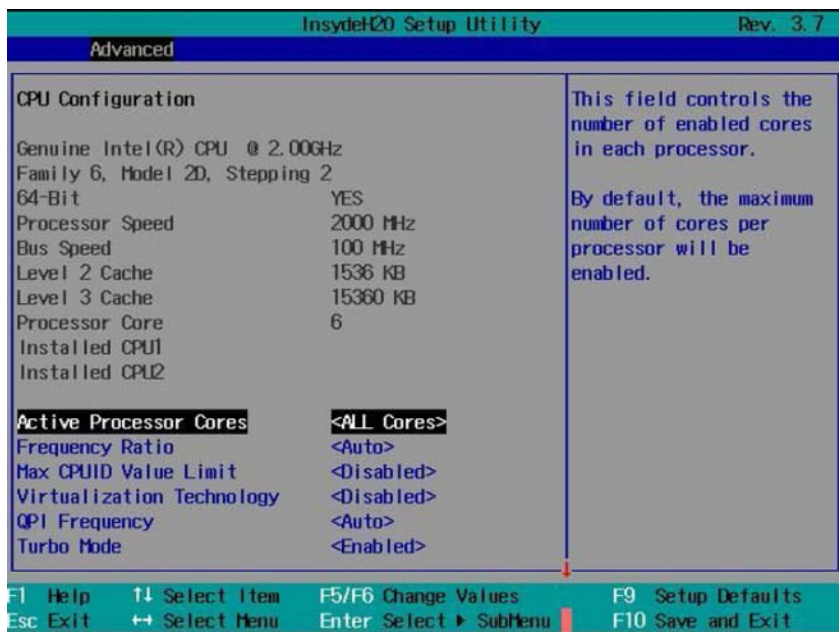 InsydeH20 Setup Utility Rev. 3.7
Advanced
CPU Configuration
Genuine Intel(R) CPU @ 2.00GHz
Family 6, Model 2D, Stepping 2
64-Bit YES
Processor Speed 2000 MHz
Bus Speed 100 MHz
Level 2 Cache 1536 KB
Level 3 Cache 15360 KB
Processor Core 6
Installed CPU1
Installed CPU2
Active Processor Cores <ALL Cores>
Frequency Ratio <Auto>
Max CPUID Value Limit <Disabled>
Virtualization Technology <Disabled>
QPI Frequency <Auto>
Turbo Mode <Enabled>
This field controls the
number of enabled cores
in each processor.
By default, the maximum
number of cores per
processor will be
enabled.
F1 Help ↑↓ Select Item F5/F6 Change Values F9 Setup Defaults
Esc Exit ↔ Select Menu Enter Select ▶ SubMenu F10 Save and Exit